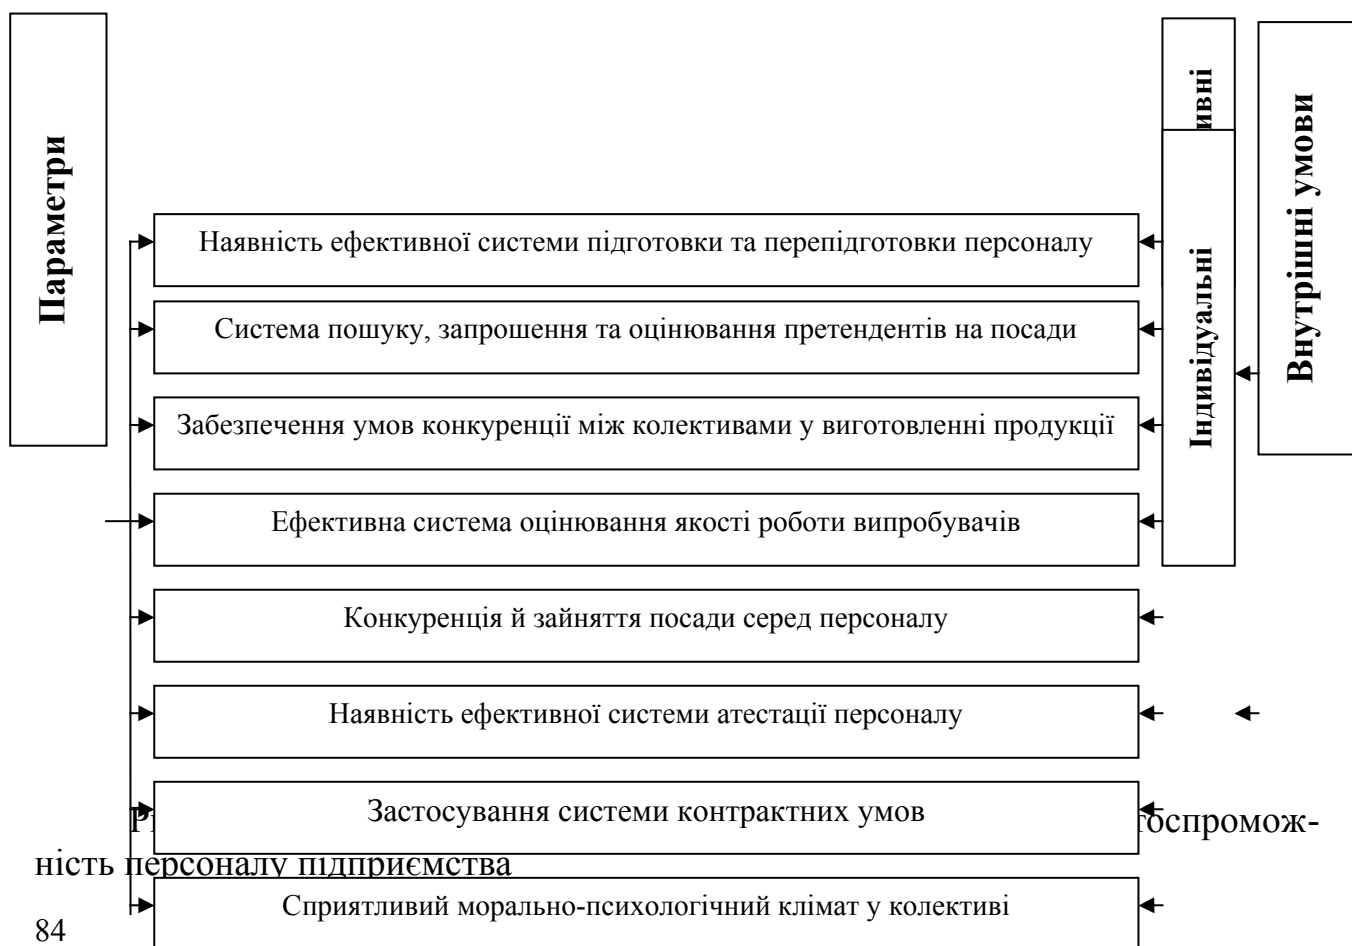 Параметри
ивні
Індивідуальні
Внутрішні умови
Наявність ефективної системи підготовки та перепідготовки персоналу
Система пошуку, запрошення та оцінювання претендентів на посади
Забезпечення умов конкуренції між колективами у виготовленні продукції
Ефективна система оцінювання якості роботи випробувачів
Конкуренція й зайняття посади серед персоналу
Наявність ефективної системи атестації персоналу
Застосування системи контрактних умов
тоспромож-
ність персоналу підприємства
Сприятливий морально-психологічний клімат у колективі
84